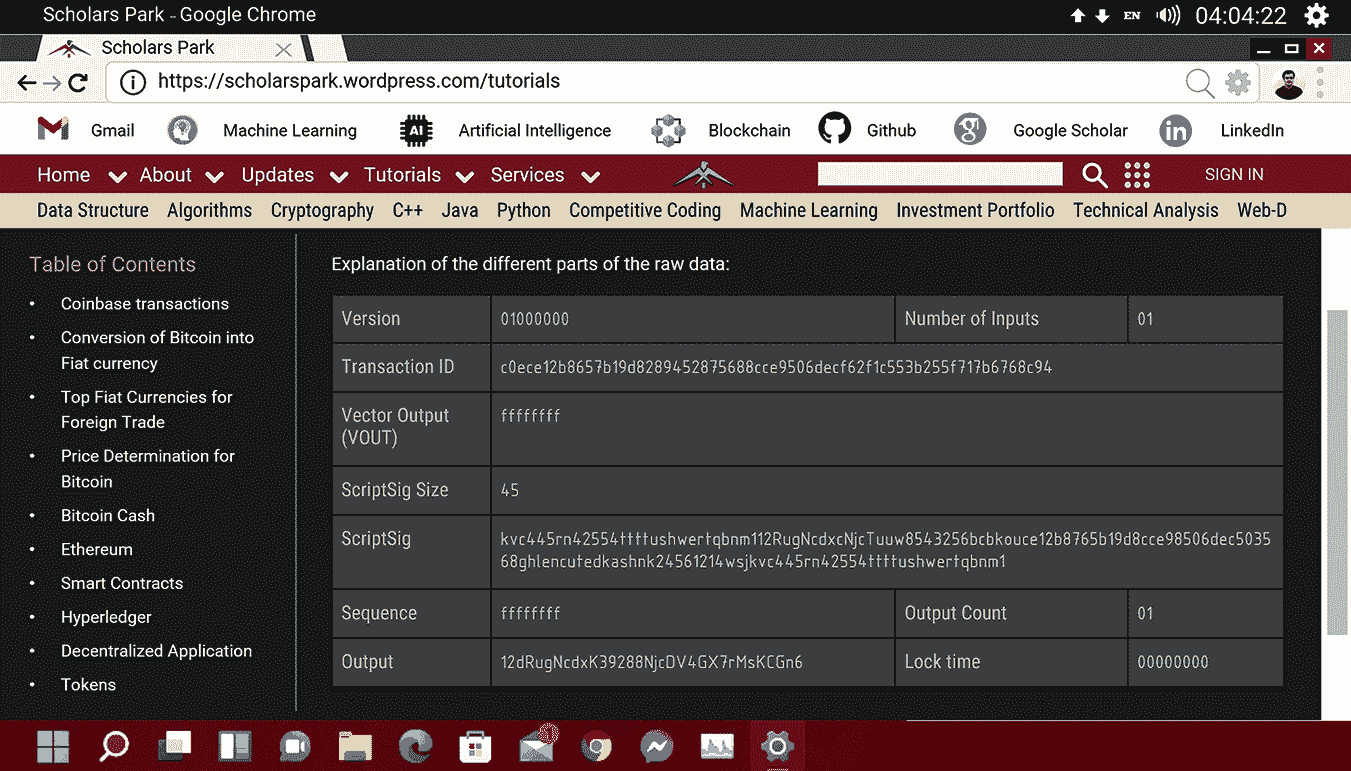 Scholars Park - Google Chrome
EN
04:04:22
Scholars Park
https://scholarspark.wordpress.com/tutorials
Gmail
Machine Learning
AI
Artificial Intelligence
Blockchain
Github
Google Scholar
in
LinkedIn
Home
About
Updates
Tutorials
Services
SIGN IN
Data Structure
Algorithms
Cryptography
C++
Java
Python
Competitive Coding
Machine Learning
Investment Portfolio
Technical Analysis
Web-D
Table of Contents
• Coinbase transactions
• Conversion of Bitcoin into
Fiat currency
• Top Fiat Currencies for
Foreign Trade
• Price Determination for
Bitcoin
• Bitcoin Cash
• Ethereum
• Smart Contracts
• Hyperledger
• Decentralized Application
• Tokens
Explanation of the different parts of the raw data:
Version 01000000 Number of Inputs 01
Transaction ID c0ece12b8657b19d8289452875688cce9506decf62f1c553b255f717b6768c94
Vector Output ffffffff
(VOUT)
ScriptSig Size 45
ScriptSig kvc445rn42554ttttushwertqbnm112RugNcdxcNjcTuuw8543256bcbkouce12b8765b19d8cce98506dec5035
68ghlencutedkashnk24561214wsjkvc445rn42554ttttushwertqbnm1
Sequence ffffffff Output Count 01
Output 12dRugNcdxK39288NjcDV4GX7rMsKCGn6 Lock time 00000000